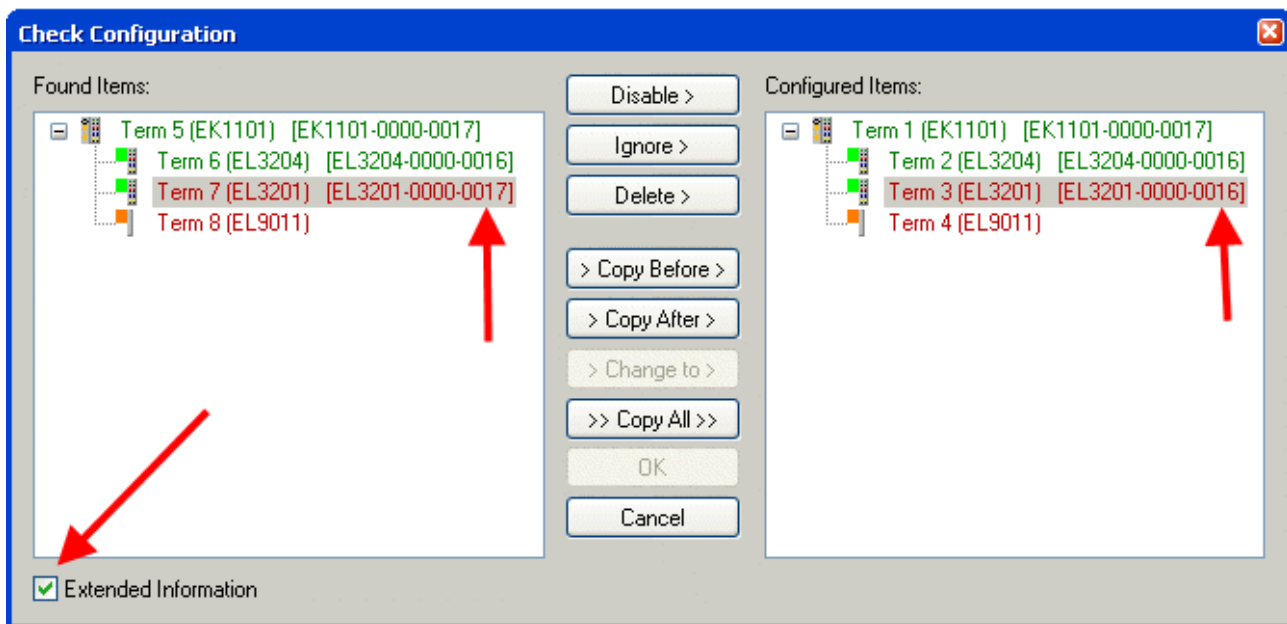 Check Configuration
Found Items:
Term 5 (EK1101) [EK1101-0000-0017]
Term 6 (EL3204) [EL3204-0000-0016]
Term 7 (EL3201) [EL3201-0000-0017]
Term 8 (EL9011)
Extended Information
Disable >
Ignore >
Delete >
> Copy Before >
> Copy After >
> Change to >
>> Copy All >>
OK
Cancel
Configured Items:
Term 1 (EK1101) [EK1101-0000-0017]
Term 2 (EL3204) [EL3204-0000-0016]
Term 3 (EL3201) [EL3201-0000-0016]
Term 4 (EL9011)